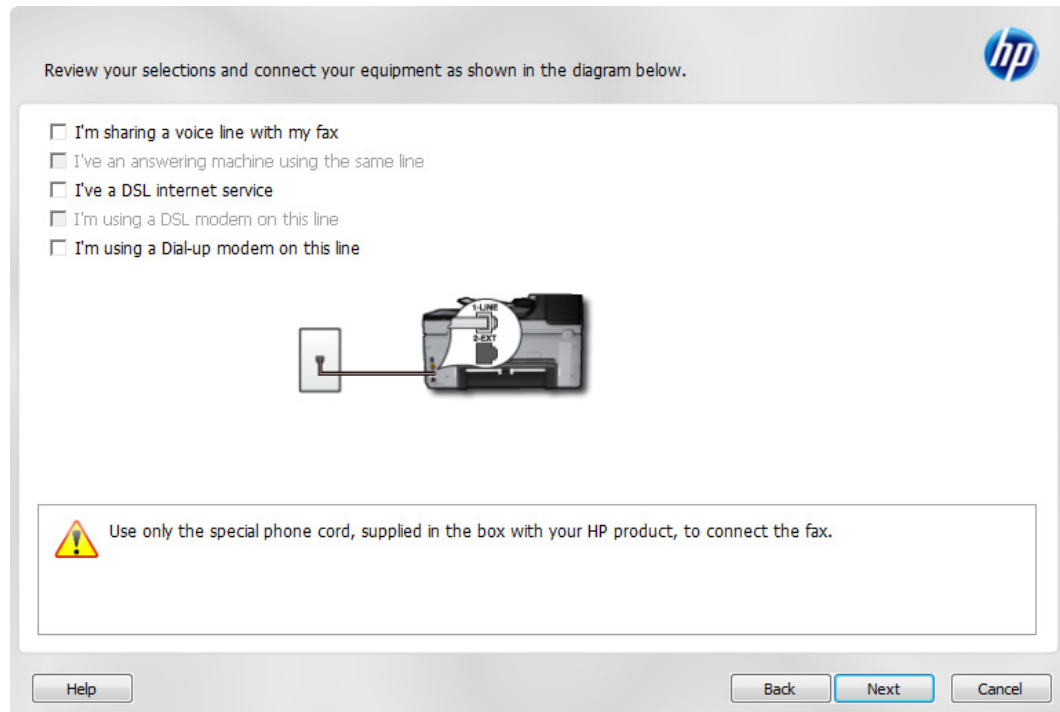 hp
Review your selections and connect your equipment as shown in the diagram below.
I'm sharing a voice line with my fax
I've an answering machine using the same line
I've a DSL internet service
I'm using a DSL modem on this line
I'm using a Dial-up modem on this line
1-LINE
2-EXT
Use only the special phone cord, supplied in the box with your HP product, to connect the fax.
Help
Back
Next
Cancel